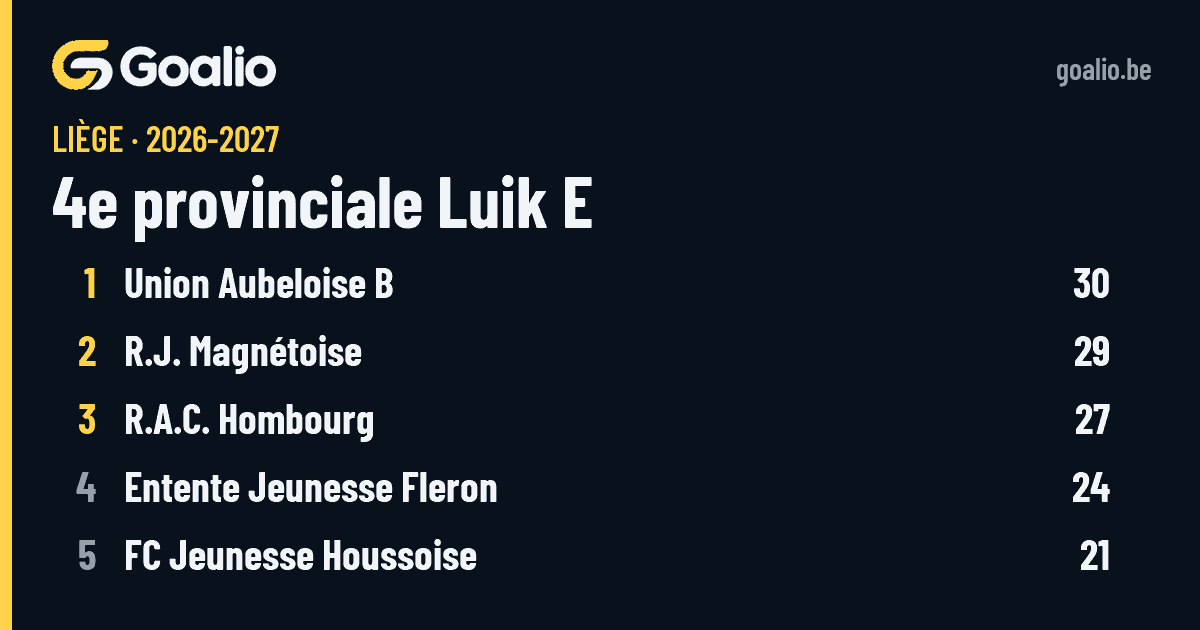 Goalio
goalio.be
LIÈGE · 2026-2027
4e provinciale Luik E
1 Union Aubeloise B 30
2 R.J. Magnétoise 29
3 R.A.C. Hombourg 27
4 Entente Jeunesse Fleron 24
5 FC Jeunesse Houssoise 21